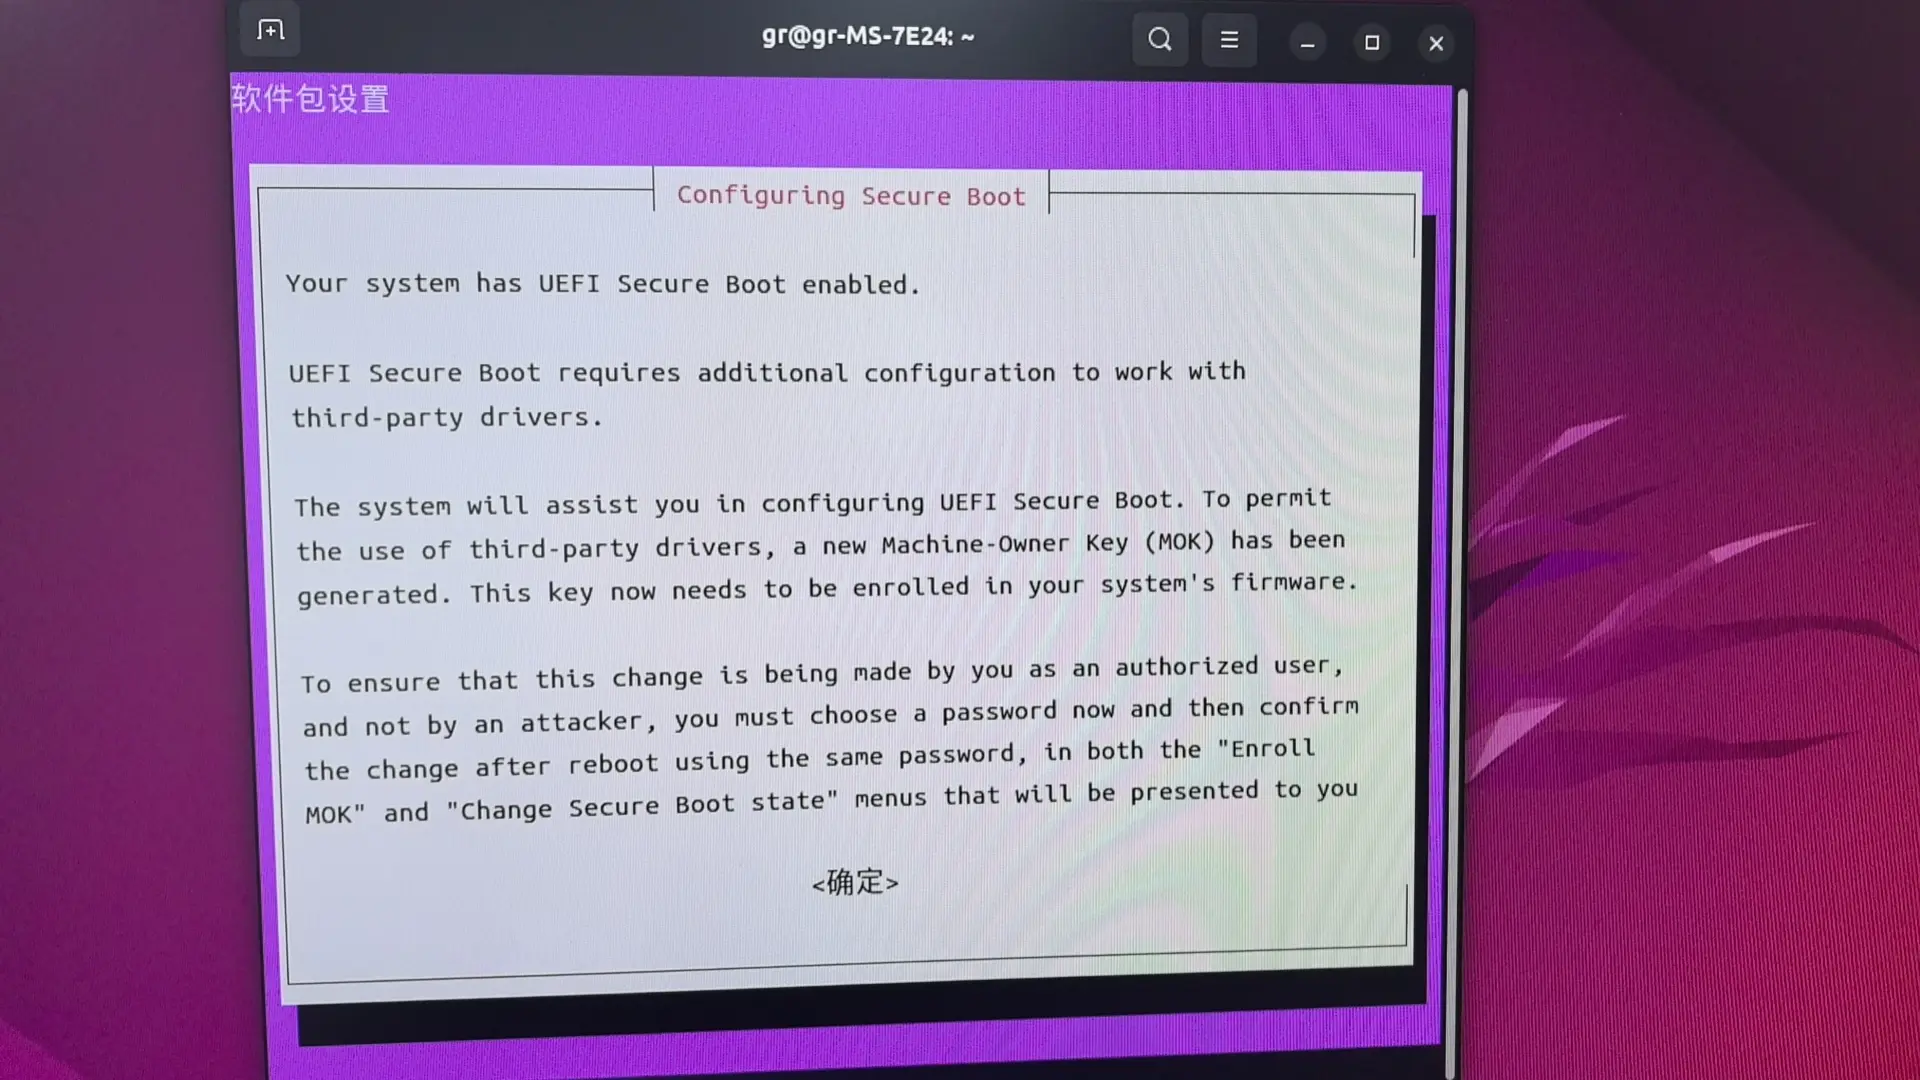 gr@gr-MS-7E24: ~
软件包设置
Configuring Secure Boot
Your system has UEFI Secure Boot enabled.
UEFI Secure Boot requires additional configuration to work with
third-party drivers.
The system will assist you in configuring UEFI Secure Boot. To permit
the use of third-party drivers, a new Machine-Owner Key (MOK) has been
generated. This key now needs to be enrolled in your system's firmware.
To ensure that this change is being made by you as an authorized user,
and not by an attacker, you must choose a password now and then confirm
the change after reboot using the same password, in both the "Enroll
MOK" and "Change Secure Boot state" menus that will be presented to you
<确定>